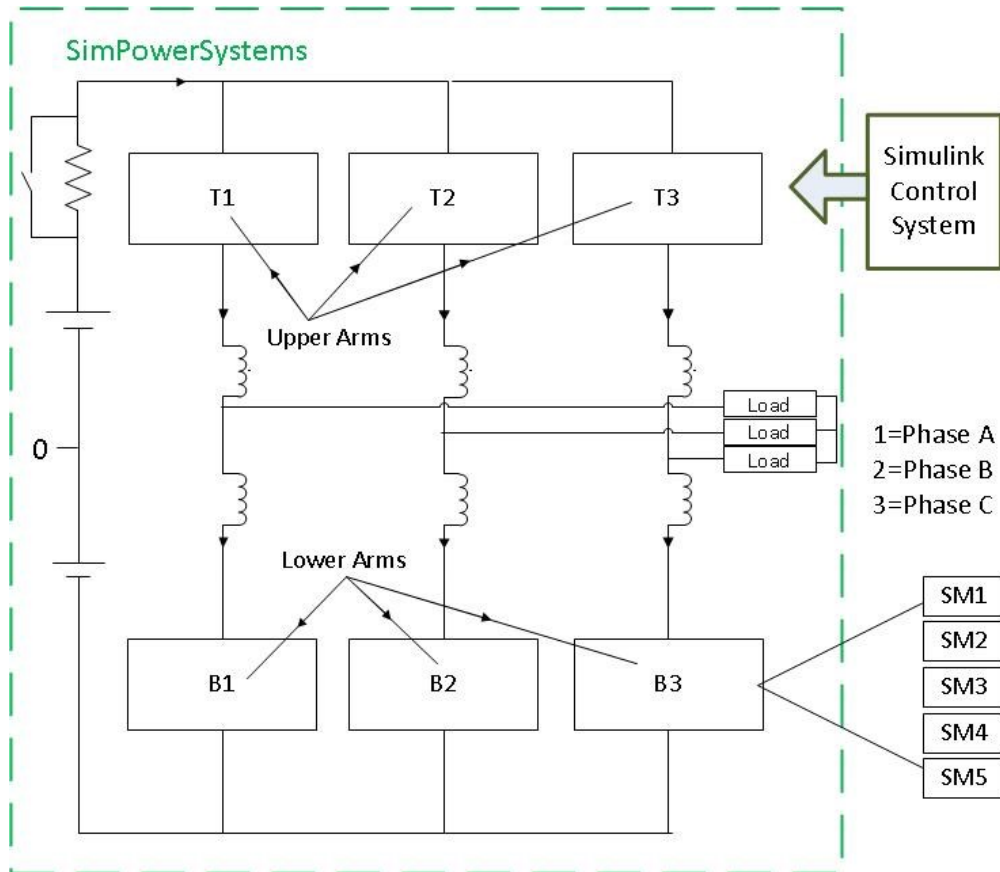 SimPowerSystems
T1
T2
T3
Simulink
Control
System
Upper Arms
Load
Load
Load
0
1=Phase A
2=Phase B
3=Phase C
Lower Arms
SM1
SM2
SM3
SM4
SM5
B1
B2
B3